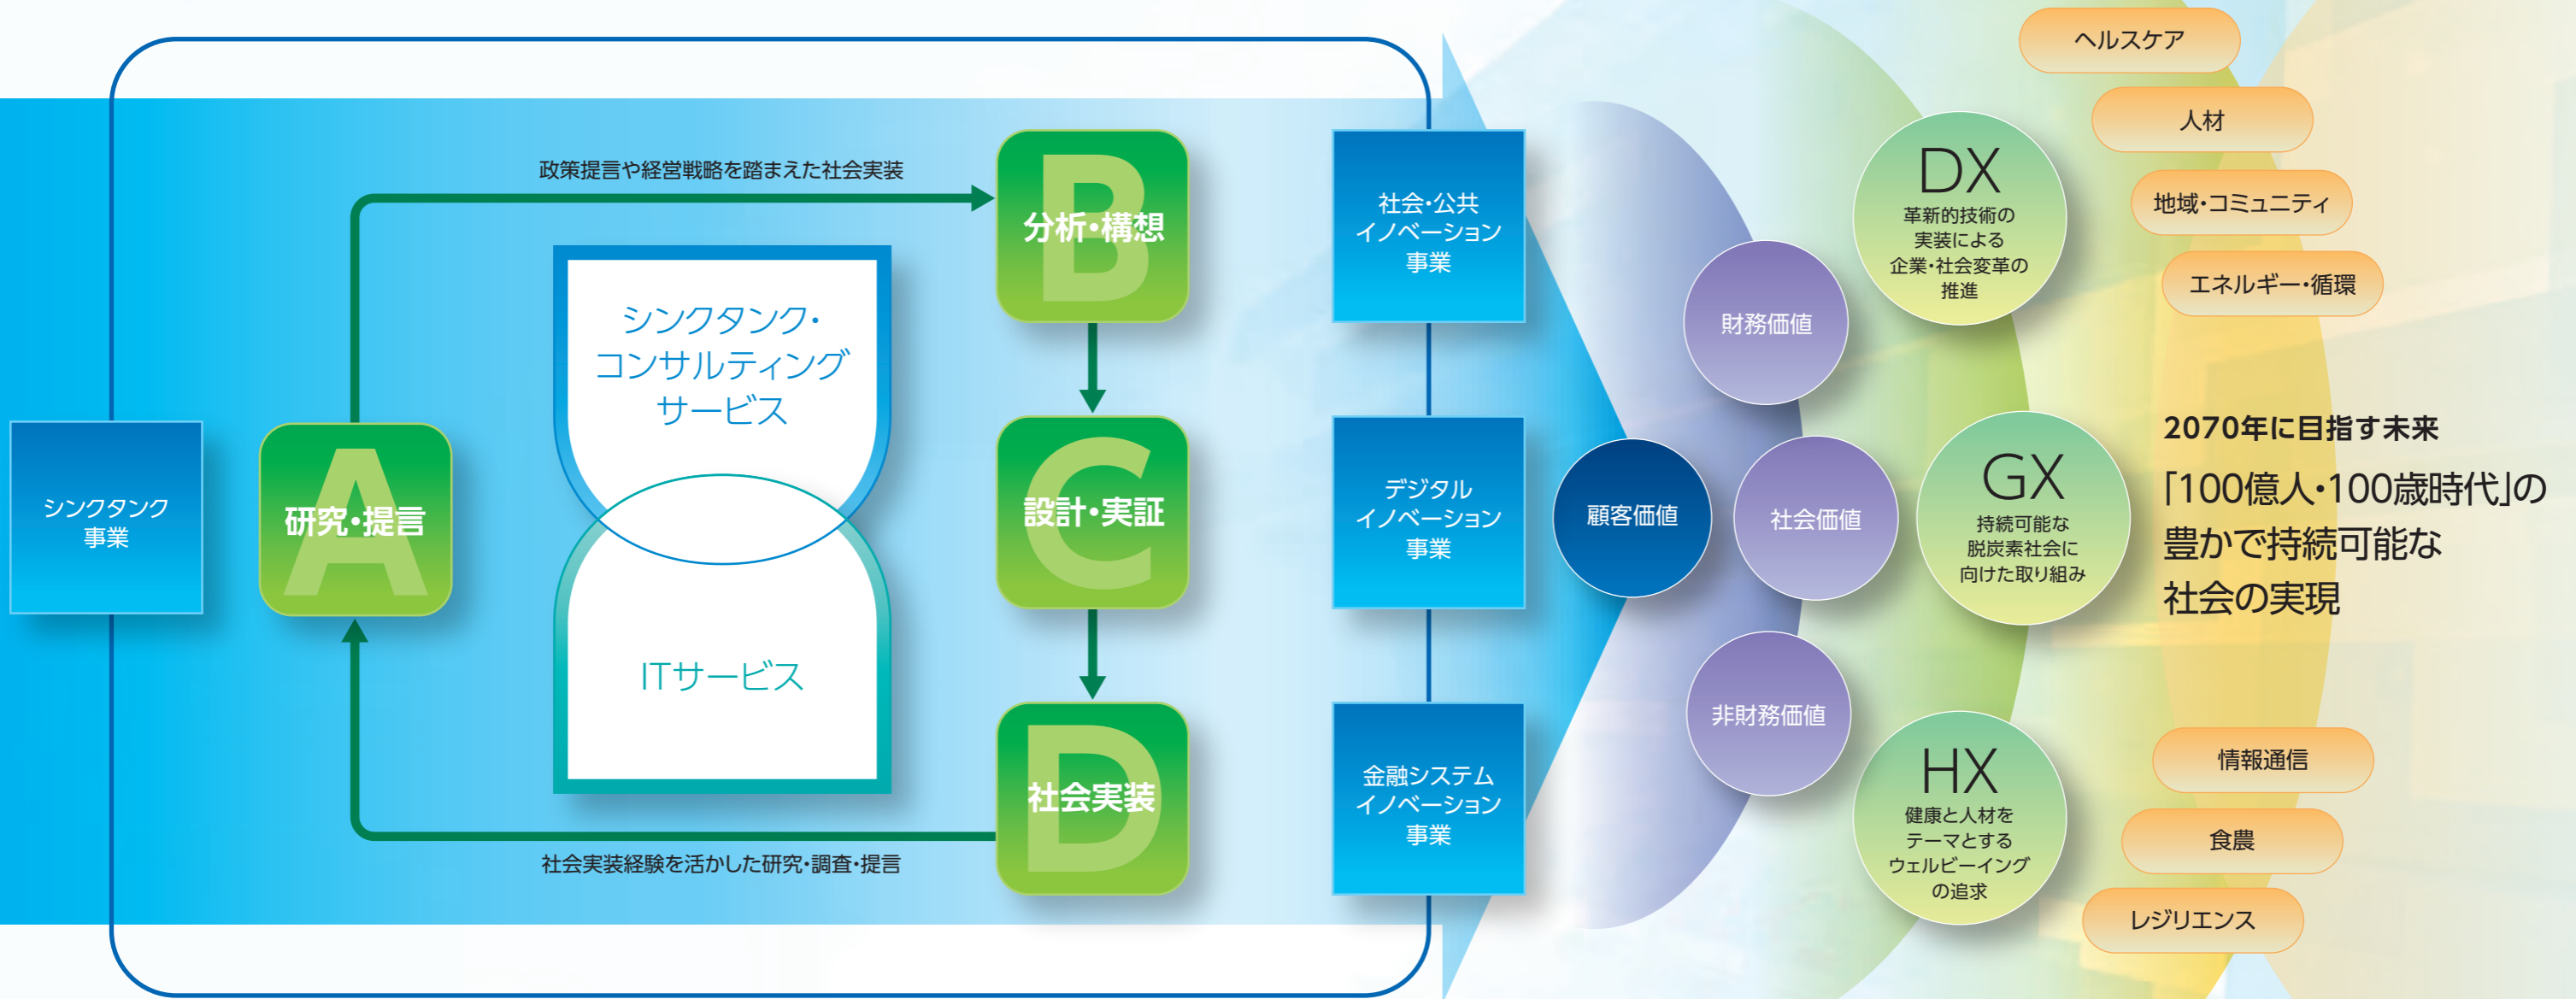 シンクタンク
事業
A
研究・提言
政策提言や経営戦略を踏まえた社会実装
シンクタンク・
コンサルティング
サービス
ITサービス
社会実装経験を活かした研究・調査・提言
B
分析・構想
C
設計・実証
D
社会実装
社会・公共
イノベーション
事業
デジタル
イノベーション
事業
金融システム
イノベーション
事業
顧客価値
財務価値
社会価値
非財務価値
DX
革新的技術の
実装による
企業・社会変革の
推進
GX
持続可能な
脱炭素社会に
向けた取り組み
HX
健康と人材を
テーマとする
ウェルビーイング
の追求
ヘルスケア
人材
地域・コミュニティ
エネルギー・循環
2070年に目指す未来
「100億人・100歳時代」の
豊かで持続可能な
社会の実現
情報通信
食農
レジリエンス